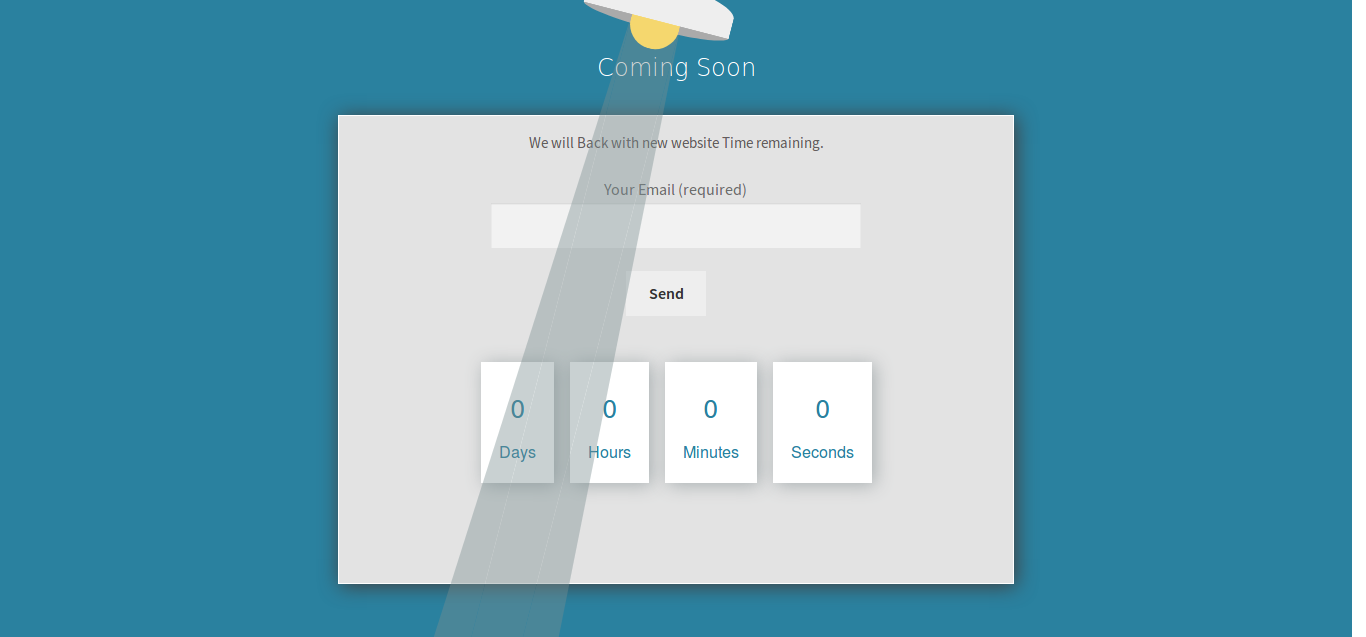 Coming Soon
We will Back with new website Time remaining.
Your Email (required)
Send
0 0 0 0
Days Hours Minutes Seconds